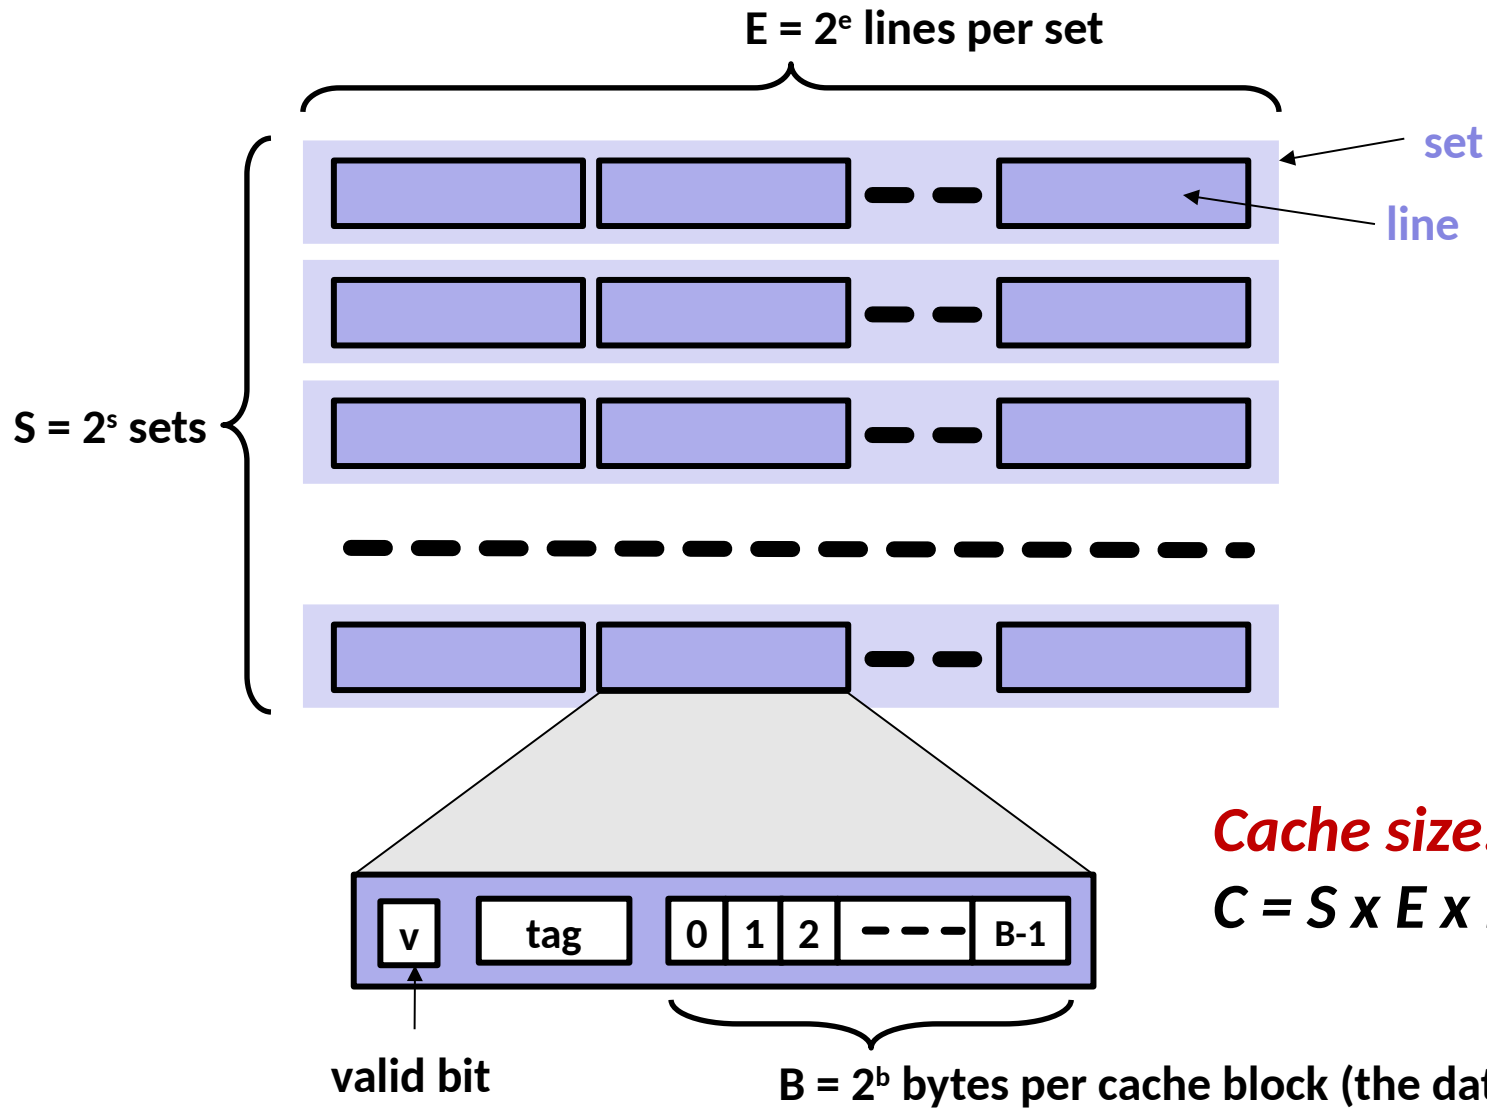 E = 2ᵉ lines per set
set
line
S = 2ˢ sets
Cache size
C = S x E x
v
tag
0 1 2 B-1
valid bit
B = 2ᵇ bytes per cache block (the